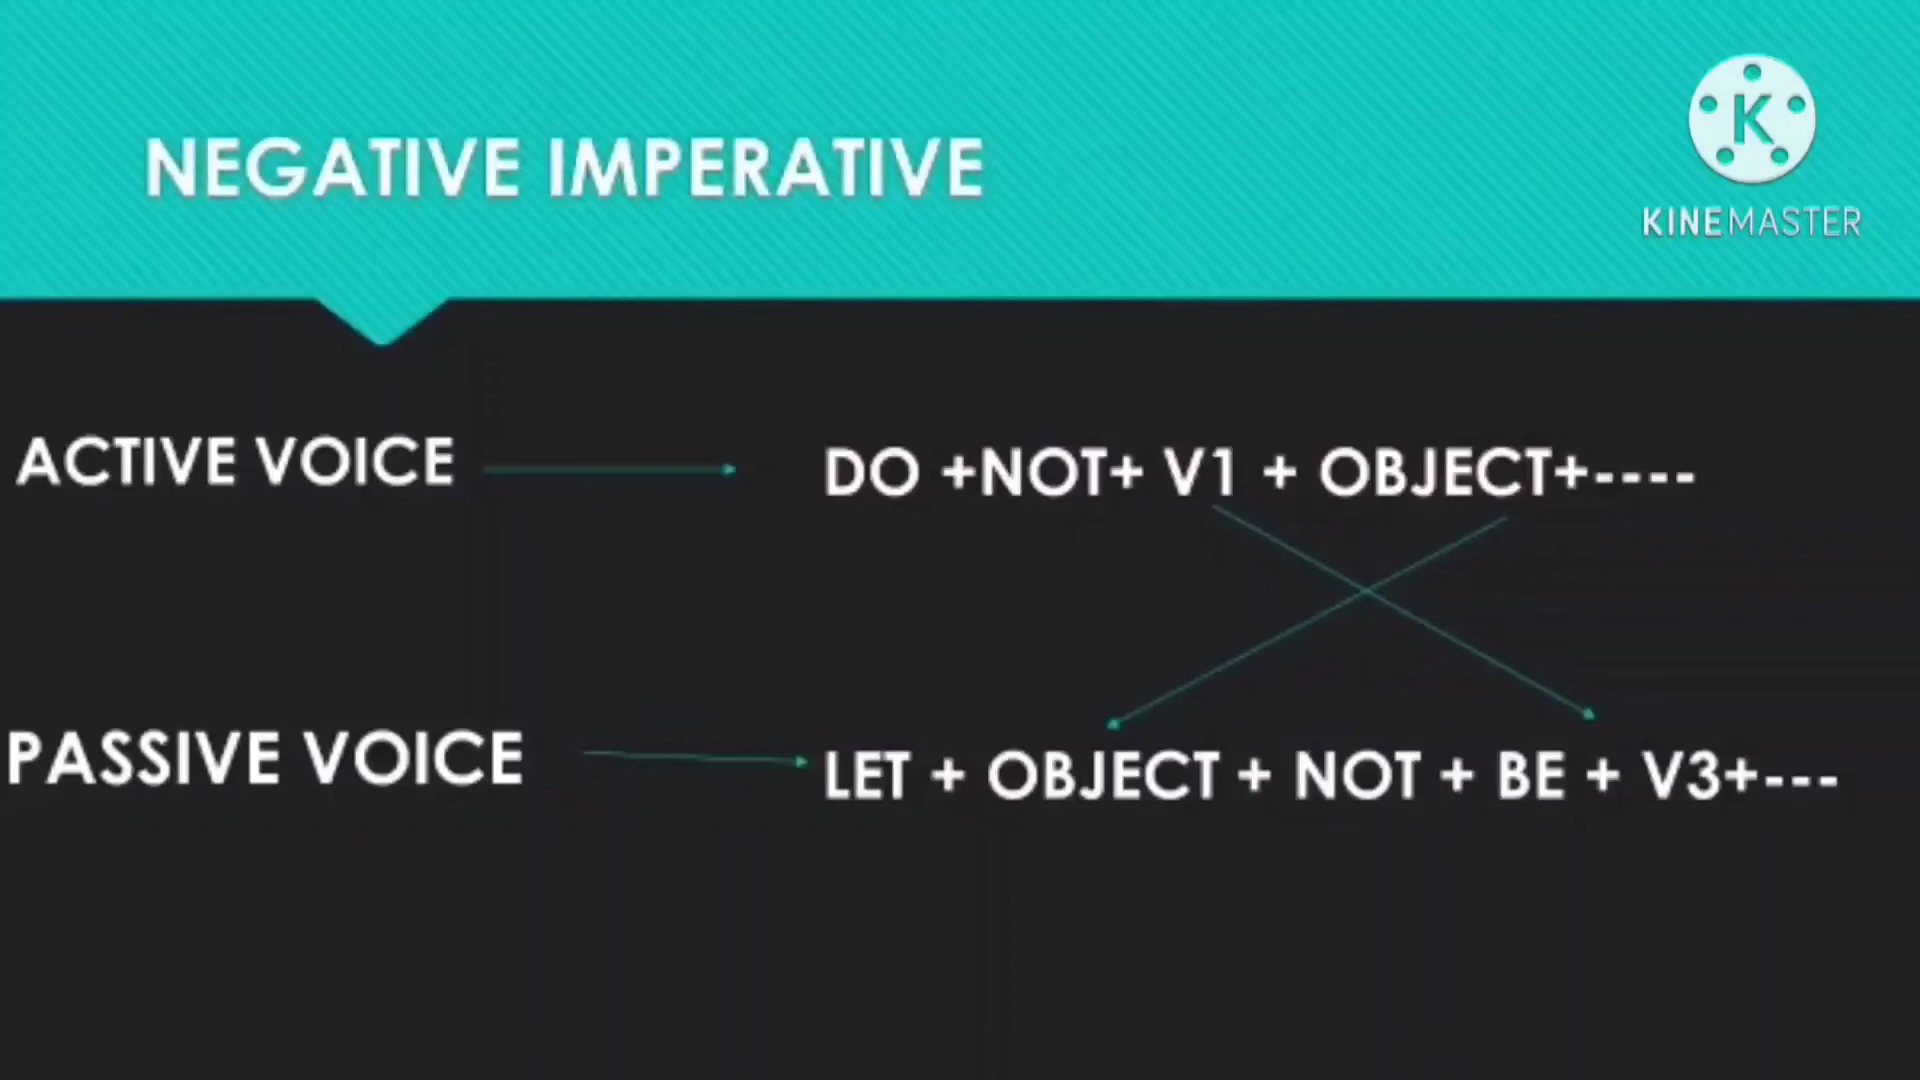 NEGATIVE IMPERATIVE
K
KINEMASTER
ACTIVE VOICE
DO +NOT+ V1 + OBJECT+----
PASSIVE VOICE
LET + OBJECT + NOT + BE + V3+---